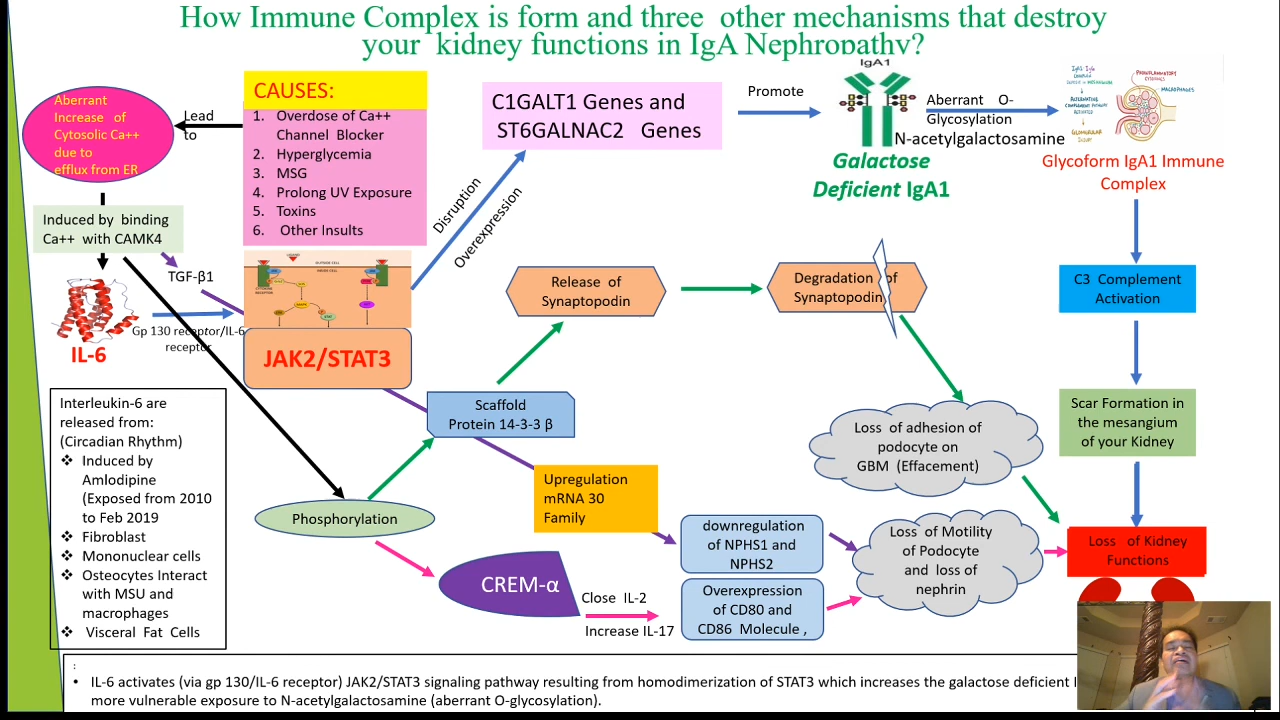 How Immune Complex is form and three other mechanisms that destroy
your kidney functions in IgA Nephropathy?
Aberrant
Increase of
Cytosolic Ca++
due to
efflux from ER
Lead
to
CAUSES:
1. Overdose of Ca++
Channel Blocker
2. Hyperglycemia
3. MSG
4. Prolong UV Exposure
5. Toxins
6. Other Insults
C1GALT1 Genes and
ST6GALNAC2 Genes
Promote
IgA1
Galactose
Deficient IgA1
Aberrant O-
Glycosylation
N-acetylgalactosamine
PROINFLAMMATORY
CYTOKINES
MACROPHAGES
ALTERNATIVE
COMPLEMENT PATHWAY
ACTIVATED
GLOMERULAR
INJURY
Glycoform IgA1 Immune
Complex
Disruption
Overexpression
Induced by binding
Ca++ with CAMK4
TGF-β1
IL-6
Gp 130 receptor/IL-6
receptor
JAK2/STAT3
Release of
Synaptopodin
Degradation of
Synaptopodin
C3 Complement
Activation
Interleukin-6 are
released from:
(Circadian Rhythm)
❖ Induced by
Amlodipine
(Exposed from 2010
to Feb 2019
❖ Fibroblast
❖ Mononuclear cells
❖ Osteocytes Interact
with MSU and
macrophages
❖ Visceral Fat Cells
Scaffold
Protein 14-3-3 β
Loss of adhesion of
podocyte on
GBM (Effacement)
Scar Formation in
the mesangium
of your Kidney
Phosphorylation
Upregulation
mRNA 30
Family
downregulation
of NPHS1 and
NPHS2
Loss of Motility
of Podocyte
and loss of
nephrin
Loss of Kidney
Functions
CREM-α
Close IL-2
Increase IL-17
Overexpression
of CD80 and
CD86 Molecule ,
:
• IL-6 activates (via gp 130/IL-6 receptor) JAK2/STAT3 signaling pathway resulting from homodimerization of STAT3 which increases the galactose deficient I
more vulnerable exposure to N-acetylgalactosamine (aberrant O-glycosylation).